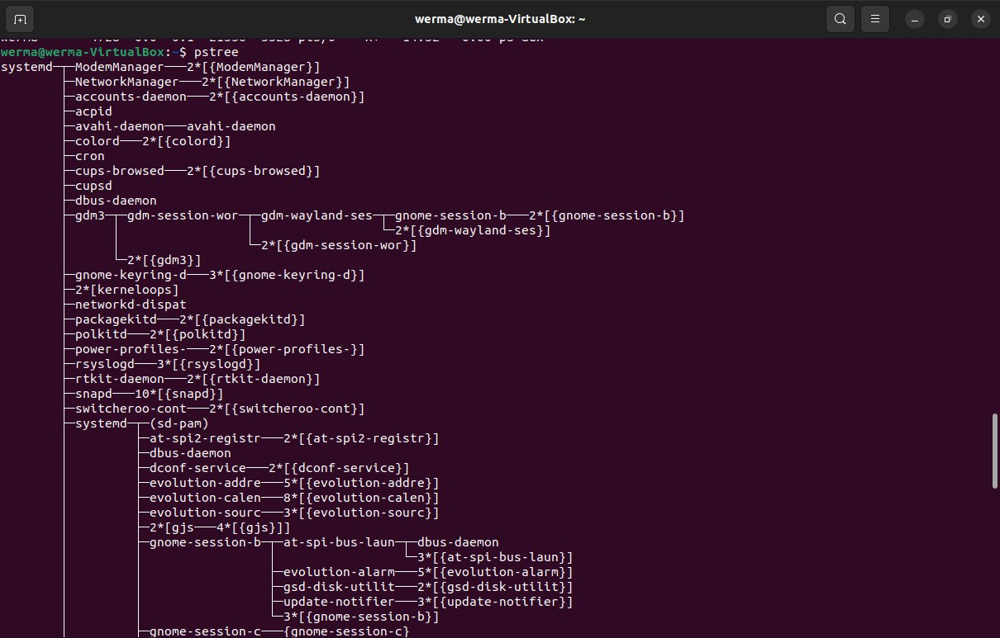 werma@werma-VirtualBox: ~
werma@werma-VirtualBox:~$ pstree
systemd─┬─ModemManager───2*[{ModemManager}]
        ├─NetworkManager───2*[{NetworkManager}]
        ├─accounts-daemon───2*[{accounts-daemon}]
        ├─acpid
        ├─avahi-daemon───avahi-daemon
        ├─colord───2*[{colord}]
        ├─cron
        ├─cups-browsed───2*[{cups-browsed}]
        ├─cupsd
        ├─dbus-daemon
        ├─gdm3─┬─gdm-session-wor─┬─gdm-wayland-ses─┬─gnome-session-b───2*[{gnome-session-b}]
        │      │                 │                 └─2*[{gdm-wayland-ses}]
        │      │                 └─2*[{gdm-session-wor}]
        │      └─2*[{gdm3}]
        ├─gnome-keyring-d───3*[{gnome-keyring-d}]
        ├─2*[kerneloops]
        ├─networkd-dispat
        ├─packagekitd───2*[{packagekitd}]
        ├─polkitd───2*[{polkitd}]
        ├─power-profiles-───2*[{power-profiles-}]
        ├─rsyslogd───3*[{rsyslogd}]
        ├─rtkit-daemon───2*[{rtkit-daemon}]
        ├─snapd───10*[{snapd}]
        ├─switcheroo-cont───2*[{switcheroo-cont}]
        ├─systemd─┬─(sd-pam)
        │         ├─at-spi2-registr───2*[{at-spi2-registr}]
        │         ├─dbus-daemon
        │         ├─dconf-service───2*[{dconf-service}]
        │         ├─evolution-addre───5*[{evolution-addre}]
        │         ├─evolution-calen───8*[{evolution-calen}]
        │         ├─evolution-sourc───3*[{evolution-sourc}]
        │         ├─2*[gjs───4*[{gjs}]]
        │         ├─gnome-session-b─┬─at-spi-bus-laun─┬─dbus-daemon
        │         │                 │                 └─3*[{at-spi-bus-laun}]
        │         │                 ├─evolution-alarm───5*[{evolution-alarm}]
        │         │                 ├─gsd-disk-utilit───2*[{gsd-disk-utilit}]
        │         │                 ├─update-notifier───3*[{update-notifier}]
        │         │                 └─3*[{gnome-session-b}]
        │         ├─gnome-session-c───{gnome-session-c}